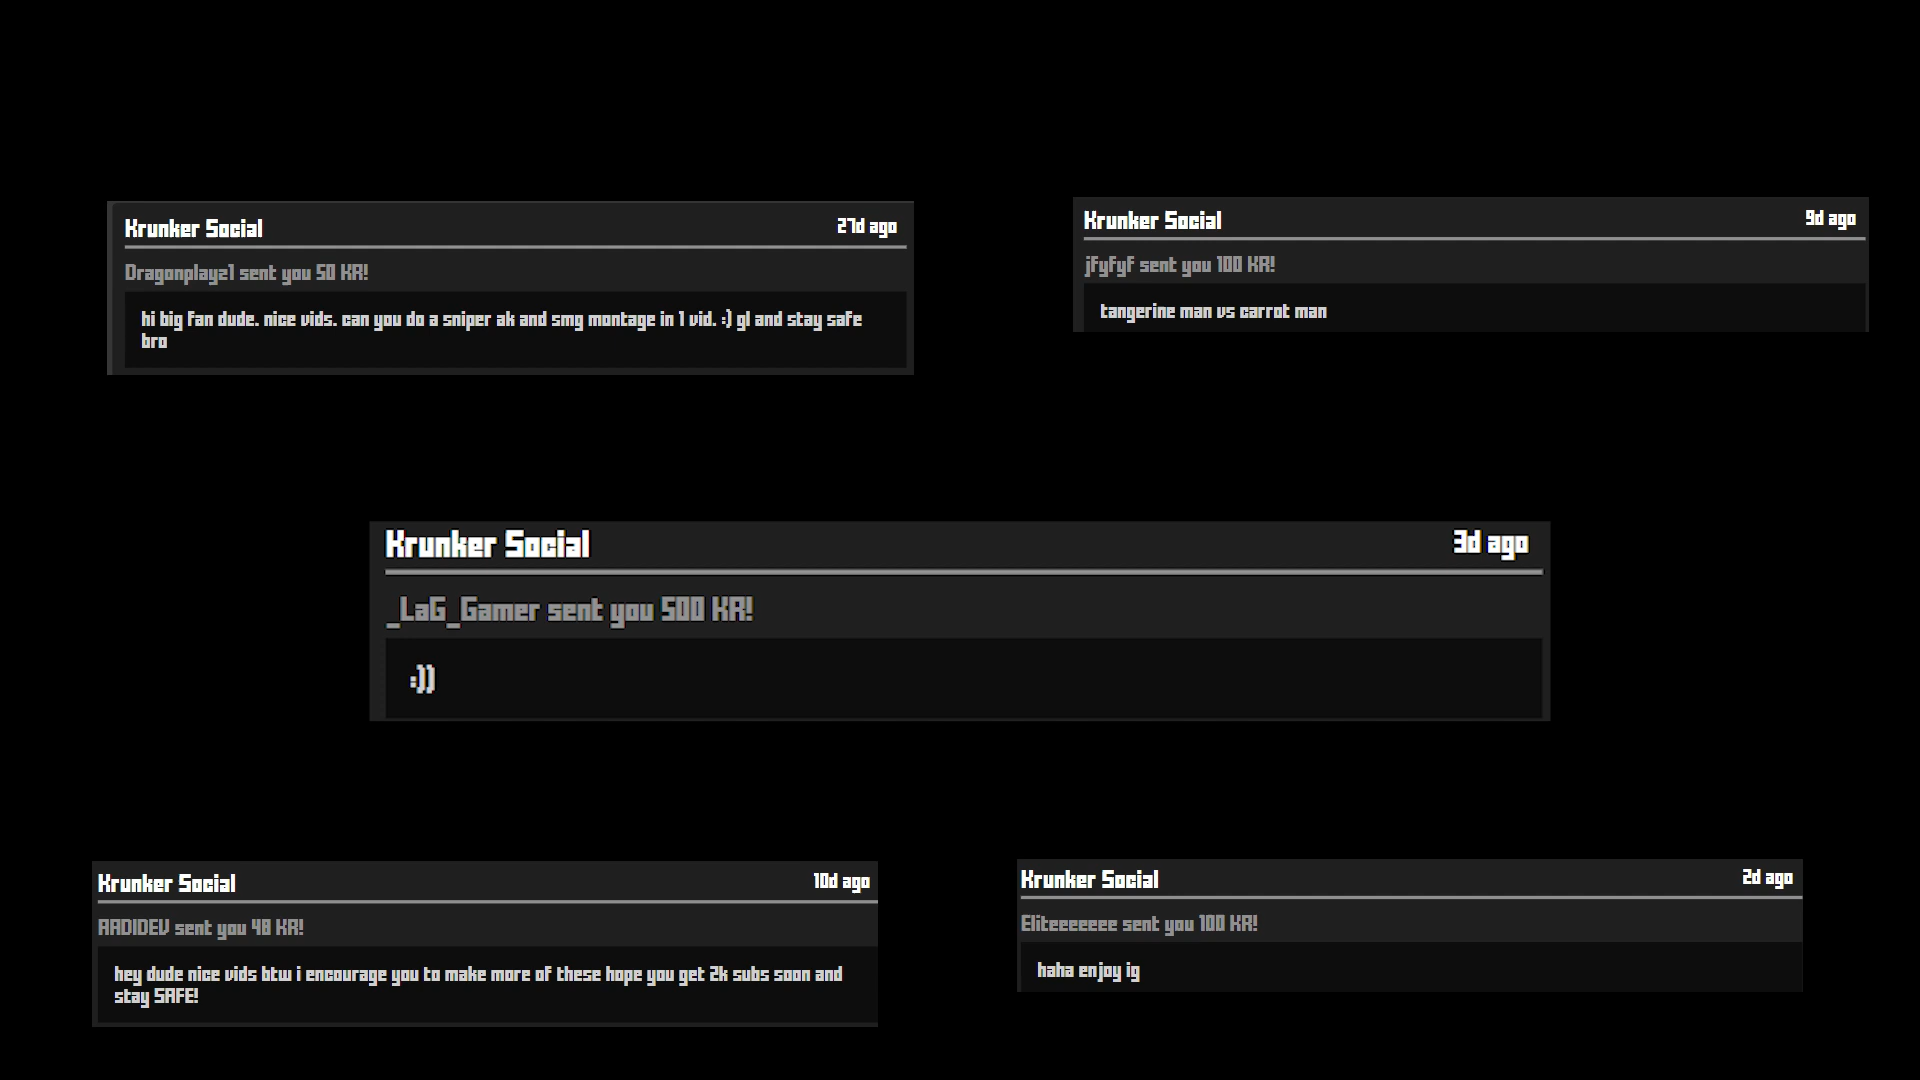 Krunker Social
27d ago
Dragonplayz1 sent you 50 KR!
hi big fan dude. nice vids. can you do a sniper ak and smg montage in 1 vid. :) gl and stay safe
bro
Krunker Social
9d ago
jfyfyf sent you 100 KR!
tangerine man vs carrot man
Krunker Social
3d ago
_LaG_Gamer sent you 500 KR!
:))
Krunker Social
10d ago
AADIDEV sent you 48 KR!
hey dude nice vids btw i encourage you to make more of these hope you get 2k subs soon and
stay SAFE!
Krunker Social
2d ago
Eliteeeeeee sent you 100 KR!
haha enjoy ig